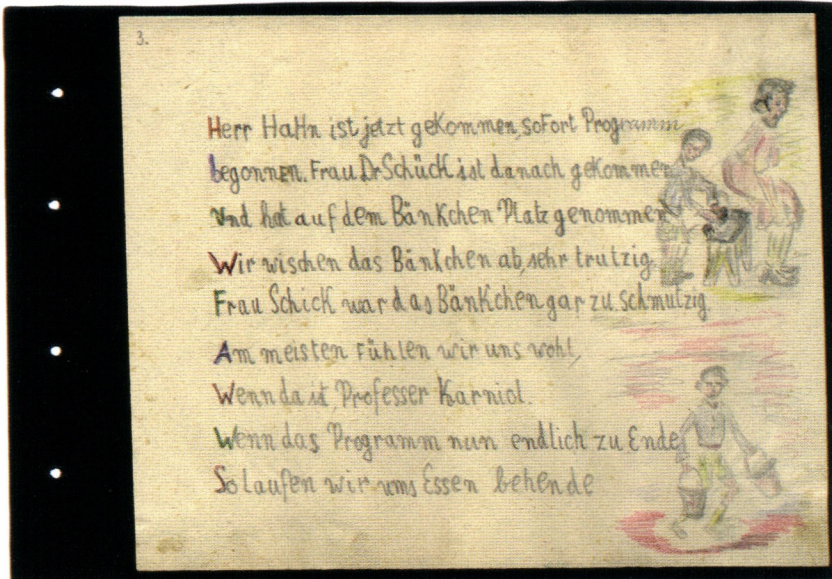 3.
Herr Hahn ist jetzt gekommen, sofort Programm
begonnen. Frau Dr Schück ist danach gekommen
Und hat auf dem Bänkchen Platz genommen
Wir wischen das Bänkchen ab, sehr trutzig
Frau Schick war das Bänkchen gar zu schmutzig.
Am meisten fühlen wir uns wohl,
Wenn da ist, Professer Karniol.
Wenn das Programm nun endlich zu Ende
So laufen wir ums Essen behende